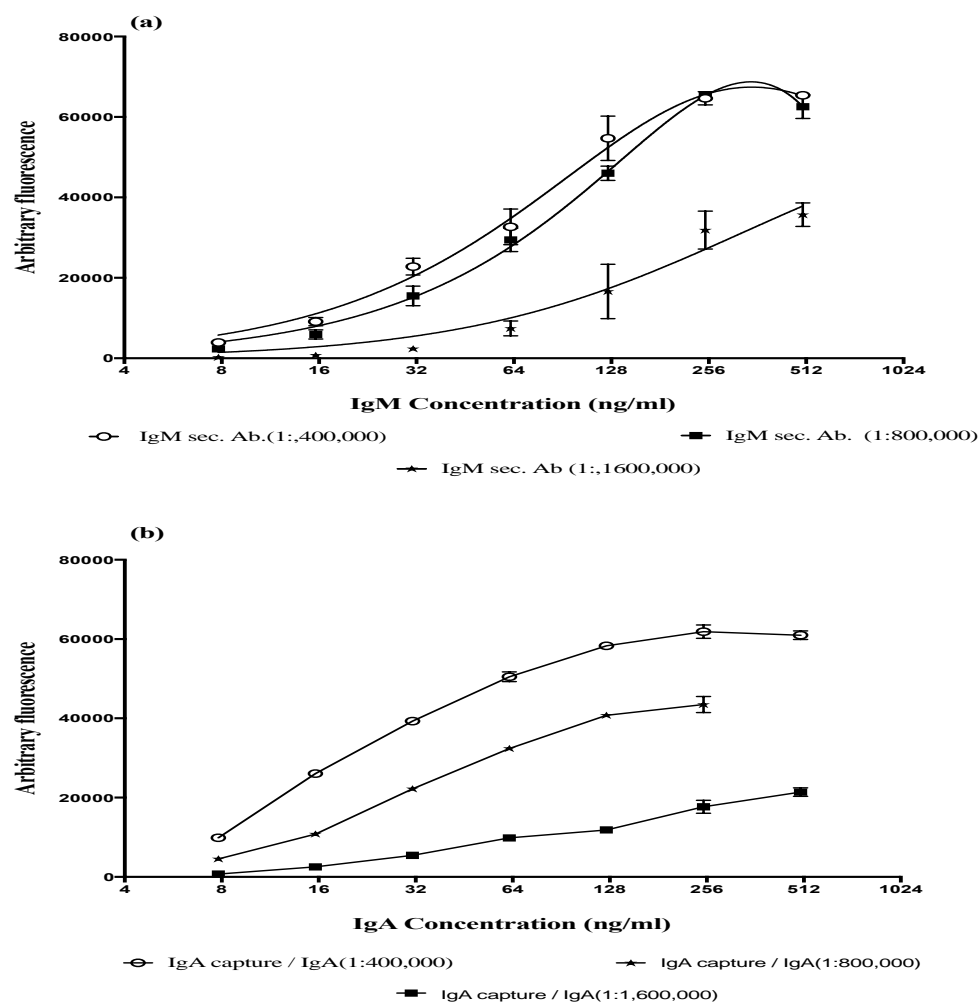 (a)
80000
60000
40000
20000
0
Arbitrary fluorescence
4 8 16 32 64 128 256 512 1024
IgM Concentration (ng/ml)
IgM sec. Ab.(1:,400,000) IgM sec. Ab. (1:800,000)
IgM sec. Ab (1:,1600,000)
(b)
80000
60000
40000
20000
0
Arbitrary fluorescence
4 8 16 32 64 128 256 512 1024
IgA Concentration (ng/ml)
IgA capture / IgA(1:400,000) IgA capture / IgA(1:800,000)
IgA capture / IgA(1:1,600,000)